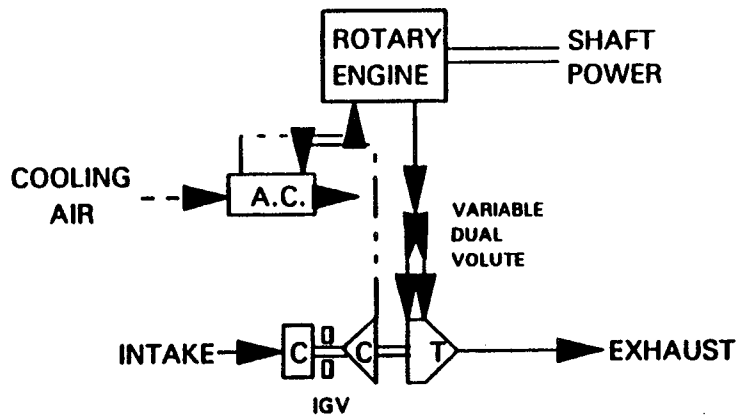 ROTARY
ENGINE
SHAFT
POWER
COOLING
AIR
A.C.
VARIABLE
DUAL
VOLUTE
INTAKE
C
C
T
EXHAUST
IGV